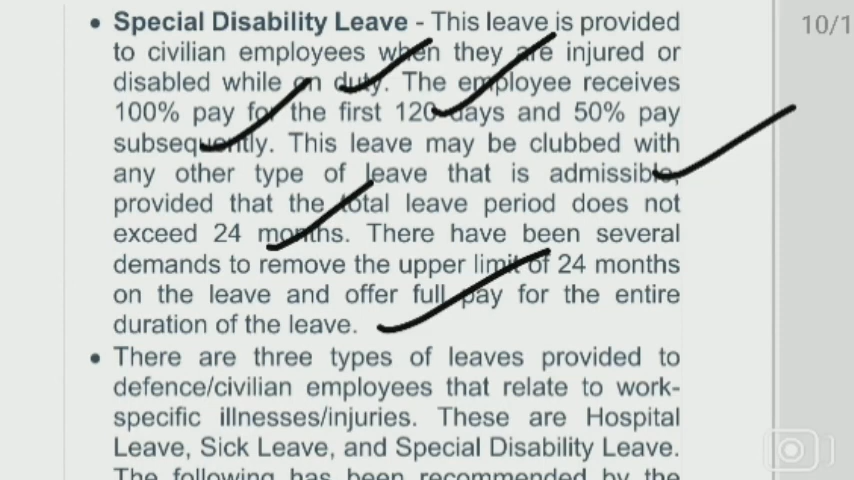 • Special Disability Leave - This leave is provided
to civilian employees when they are injured or
disabled while on duty. The employee receives
100% pay for the first 120 days and 50% pay
subsequently. This leave may be clubbed with
any other type of leave that is admissible,
provided that the total leave period does not
exceed 24 months. There have been several
demands to remove the upper limit of 24 months
on the leave and offer full pay for the entire
duration of the leave.
• There are three types of leaves provided to
defence/civilian employees that relate to work-
specific illnesses/injuries. These are Hospital
Leave, Sick Leave, and Special Disability Leave.
The following has been recommended by the
10/1